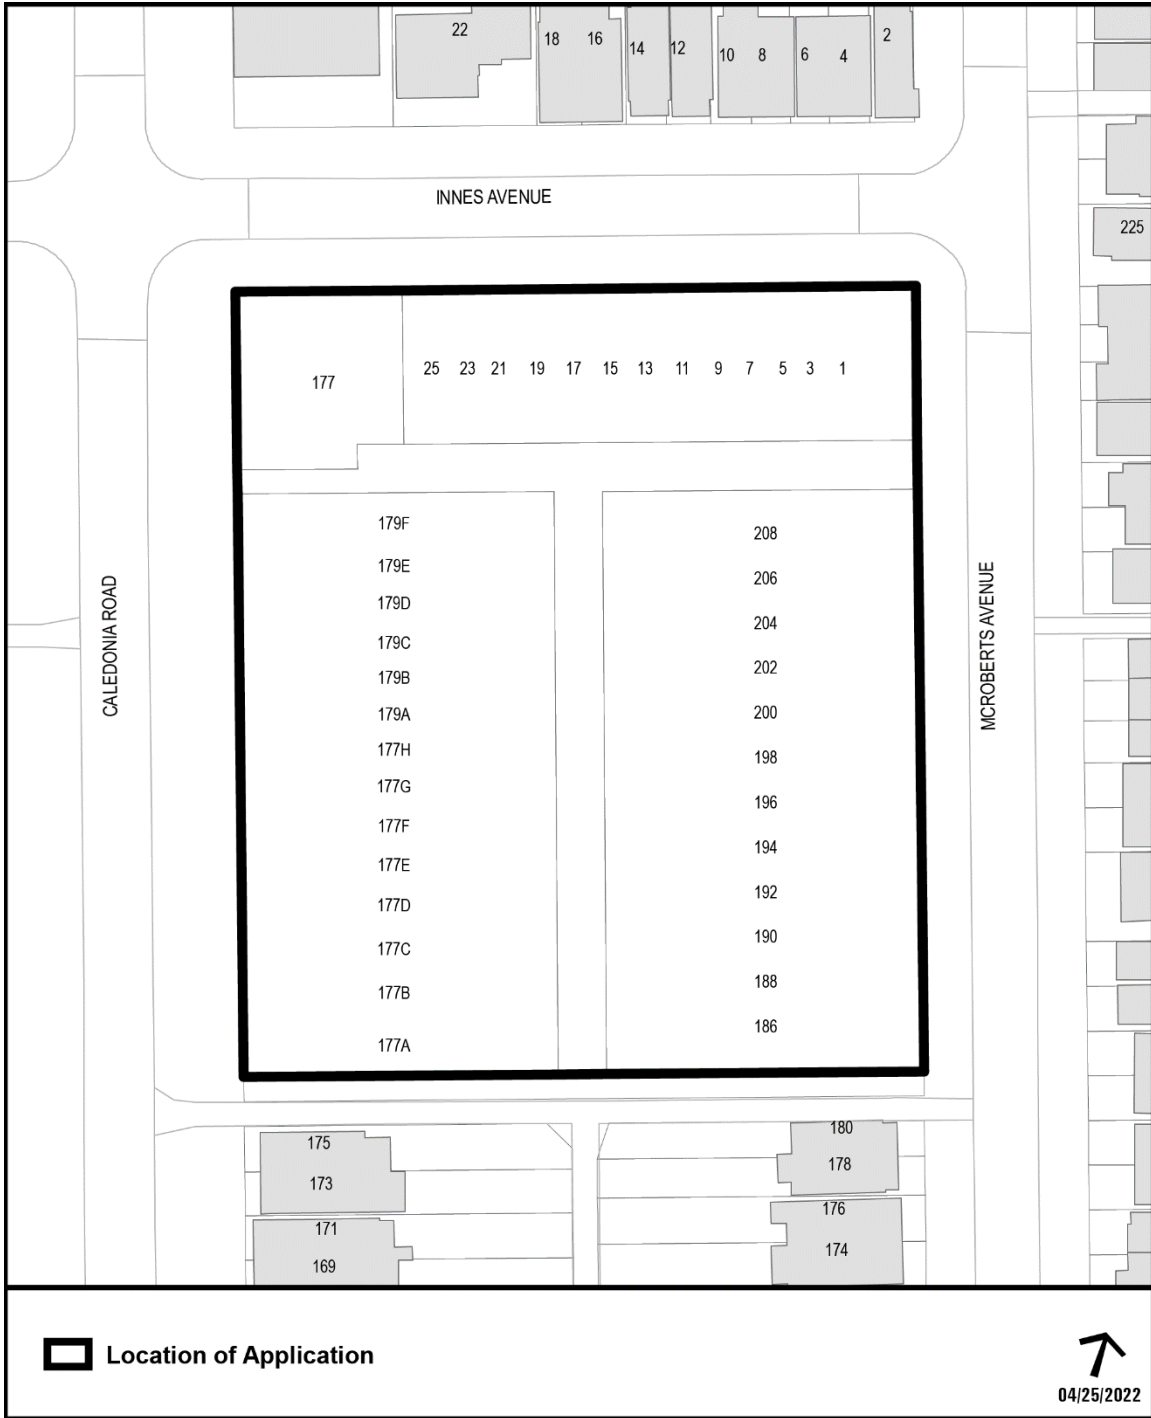 22
18 16 14 12 10 8 6 4 2
INNES AVENUE
225
177
25 23 21 19 17 15 13 11 9 7 5 3 1
CALEDONIA ROAD
179F
179E
179D
179C
179B
179A
177H
177G
177F
177E
177D
177C
177B
177A
208
206
204
202
200
198
196
194
192
190
188
186
MCROBERTS AVENUE
175
173
171
169
180
178
176
174
Location of Application
04/25/2022